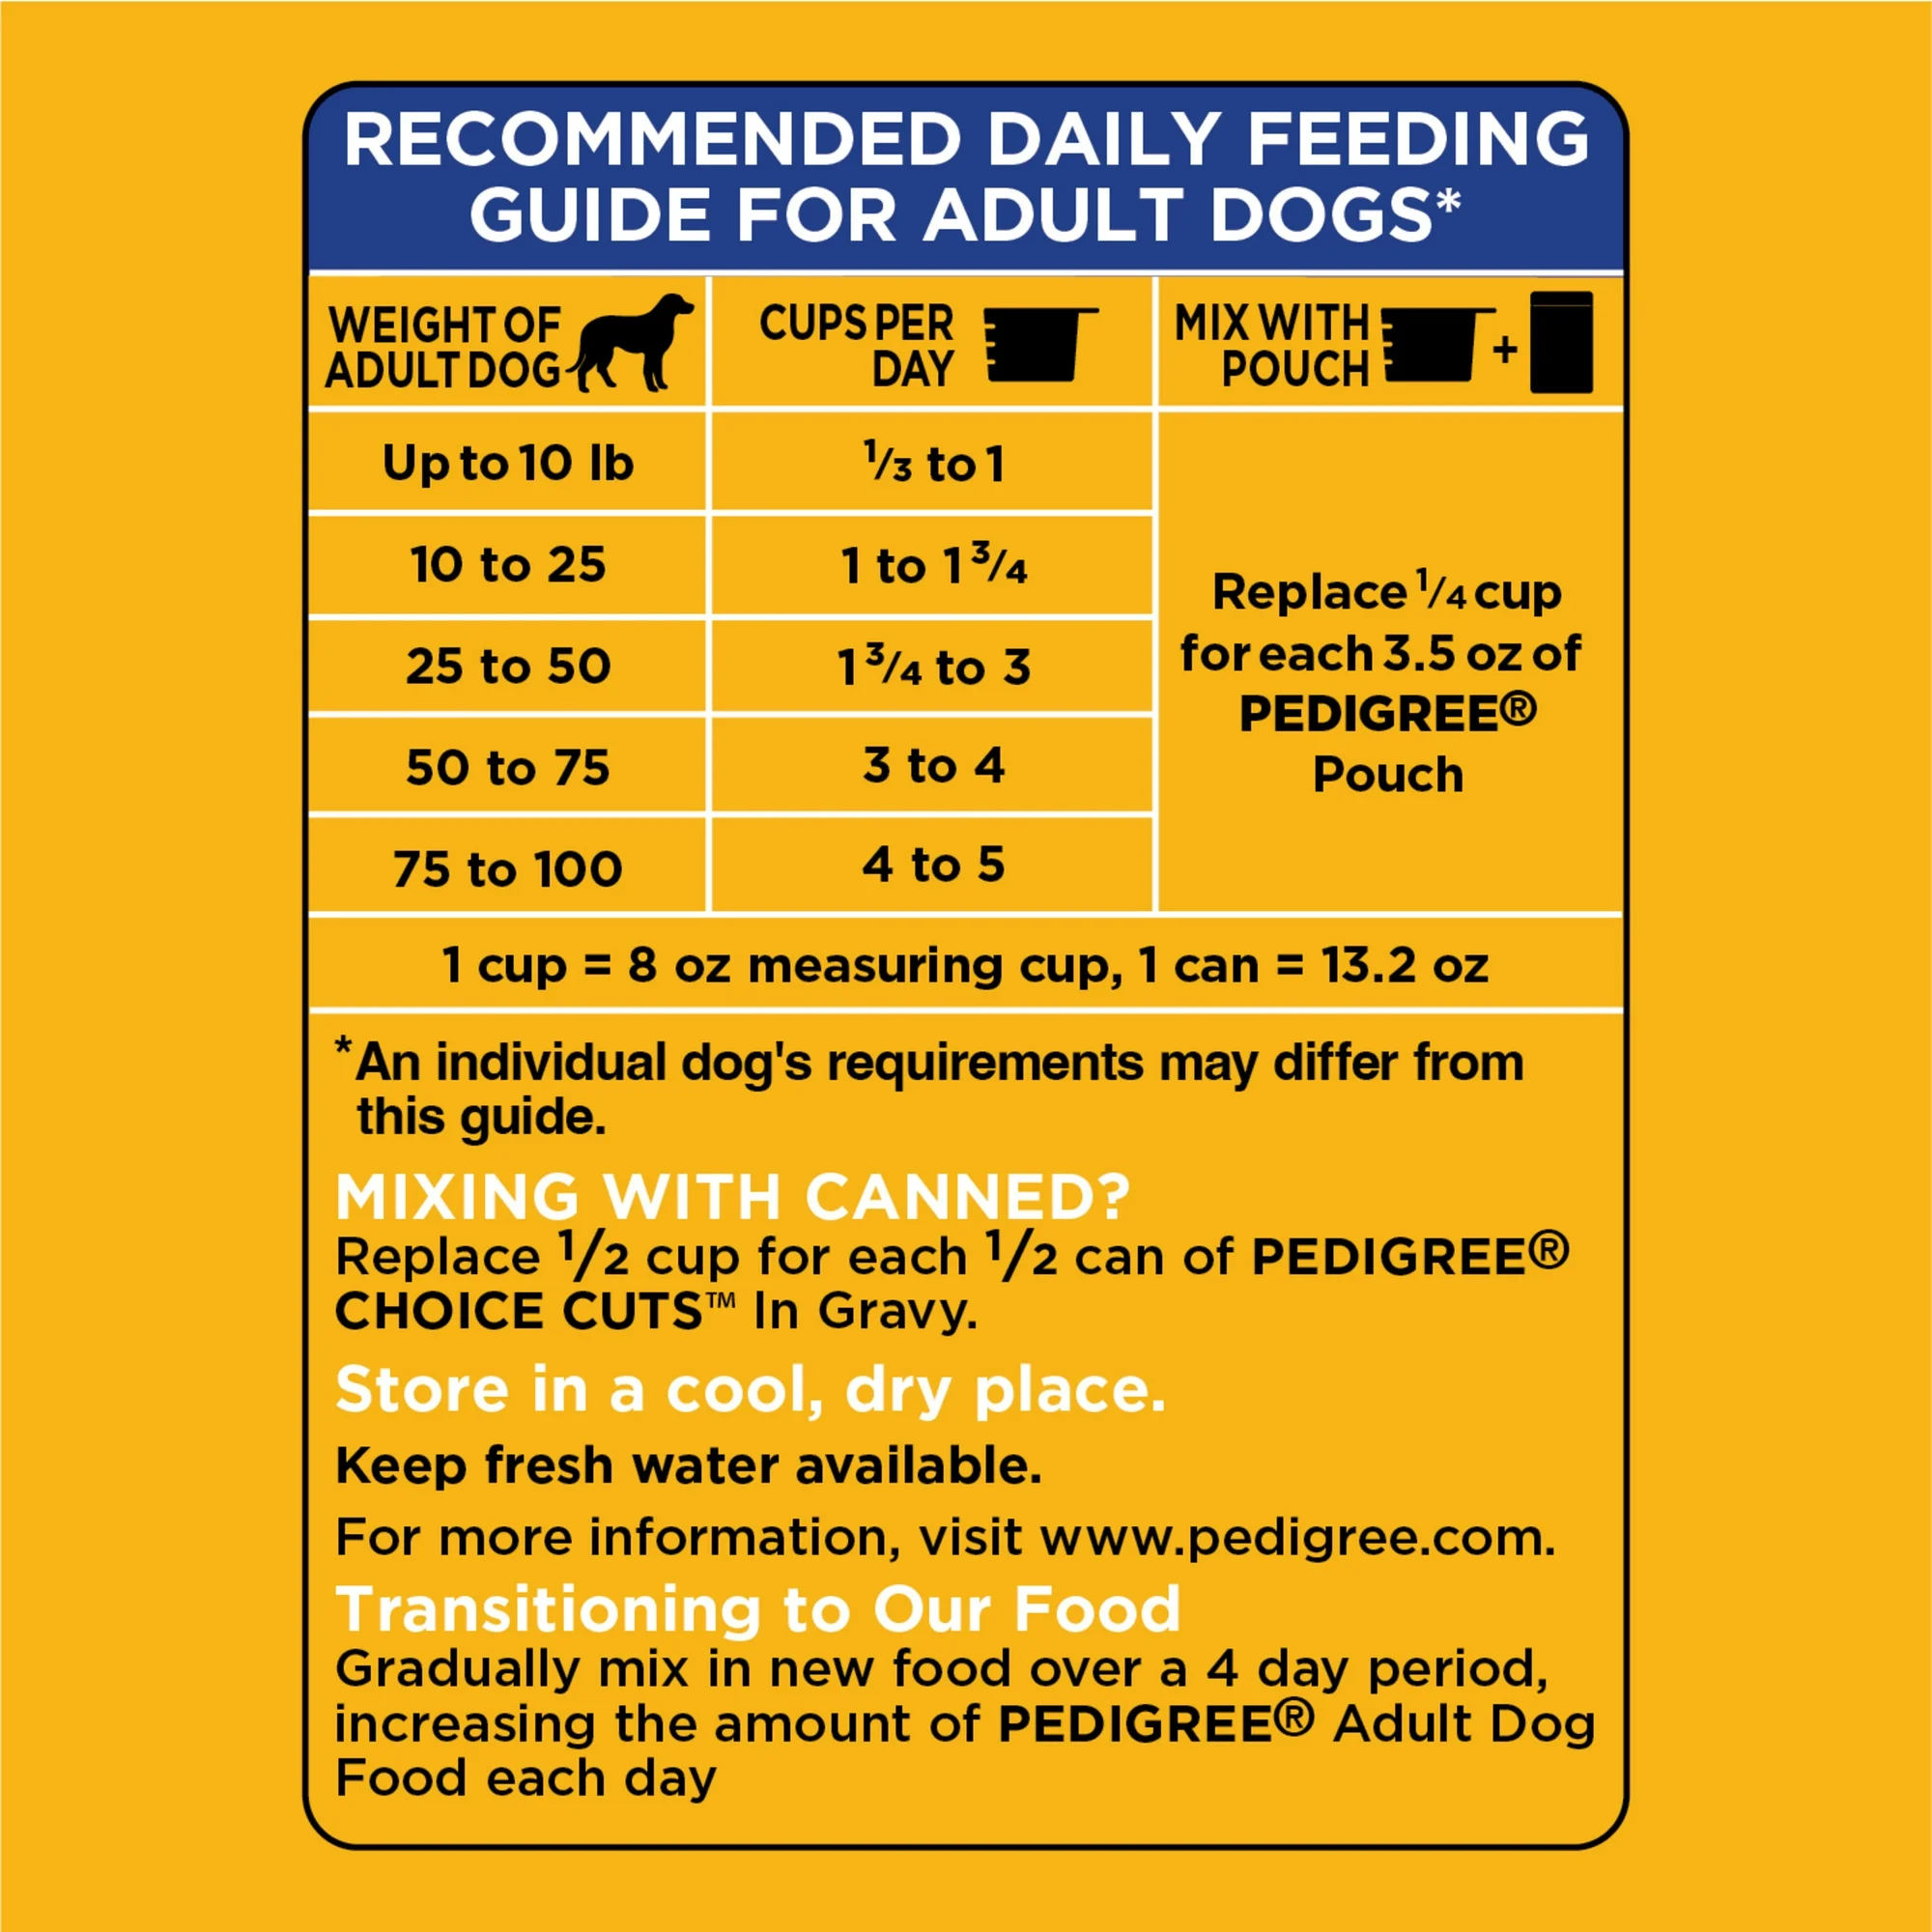 RECOMMENDED DAILY FEEDING
GUIDE FOR ADULT DOGS*
WEIGHT OF
ADULT DOG
CUPS PER
DAY
MIX WITH
POUCH
+
Up to 10 lb
1/3 to 1
10 to 25
1 to 1 3/4
25 to 50
1 3/4 to 3
50 to 75
3 to 4
75 to 100
4 to 5
Replace 1/4 cup
for each 3.5 oz of
PEDIGREE®
Pouch
1 cup = 8 oz measuring cup, 1 can = 13.2 oz
*An individual dog's requirements may differ from
this guide.
MIXING WITH CANNED?
Replace 1/2 cup for each 1/2 can of PEDIGREE®
CHOICE CUTS™ In Gravy.
Store in a cool, dry place.
Keep fresh water available.
For more information, visit www.pedigree.com.
Transitioning to Our Food
Gradually mix in new food over a 4 day period,
increasing the amount of PEDIGREE® Adult Dog
Food each day